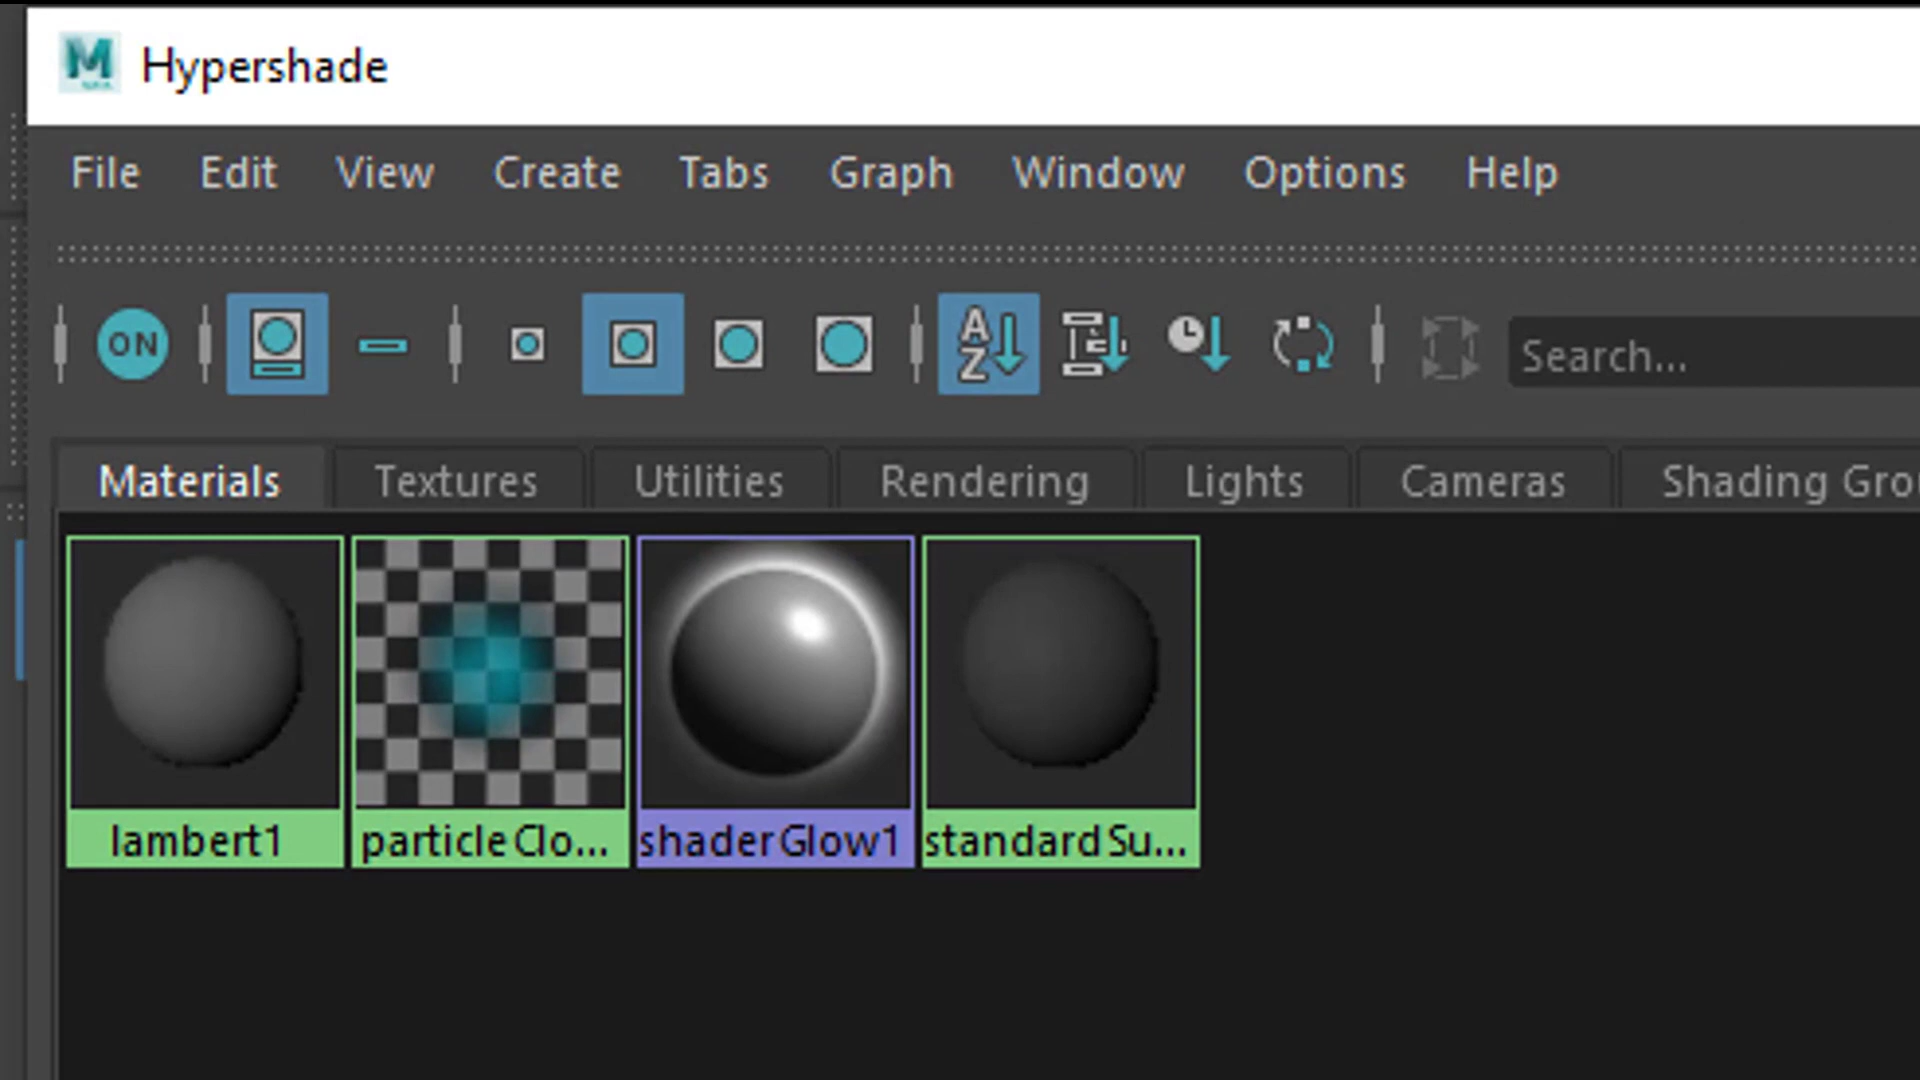 Hypershade
File Edit View Create Tabs Graph Window Options Help
ON A Z Search...
Materials Textures Utilities Rendering Lights Cameras Shading Gro
lambert1 particleClo... shaderGlow1 standardSu...